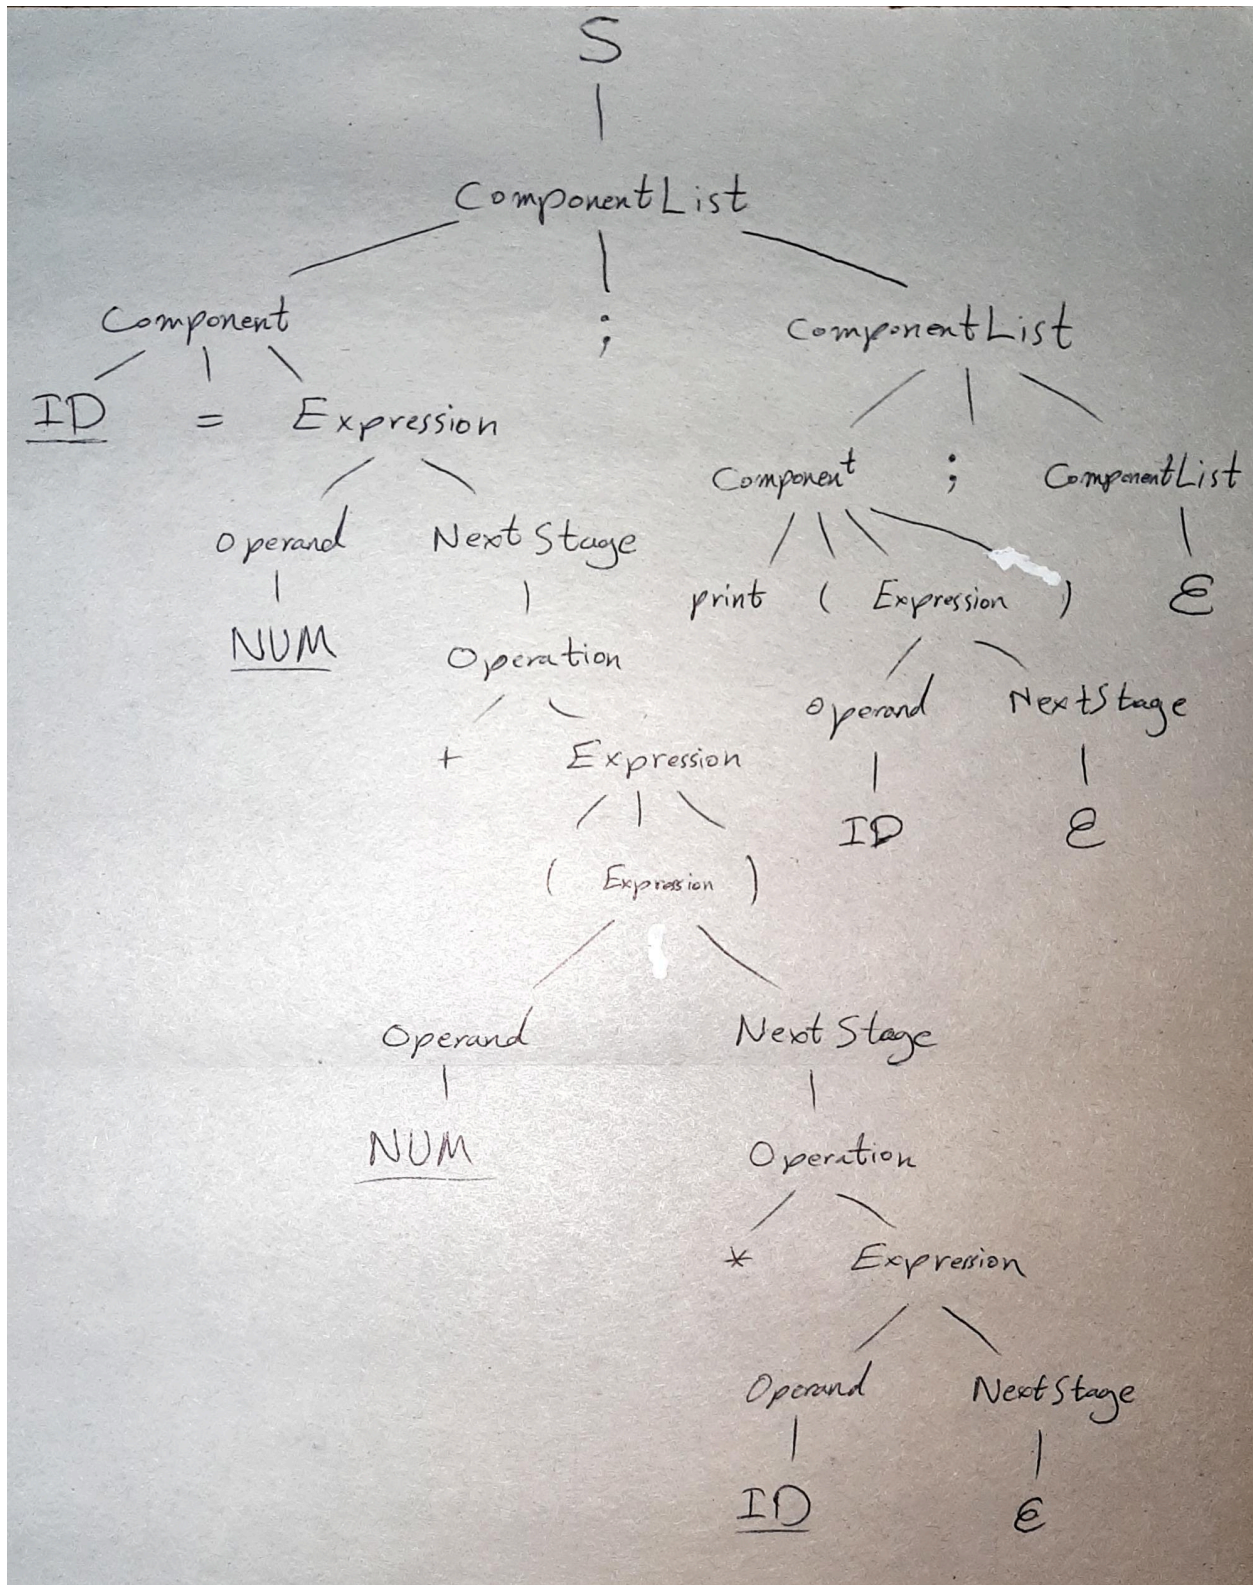 S
ComponentList
Component ; ComponentList
ID = Expression
Component ; ComponentList
Operand NextStage
print ( Expression ) ε
NUM Operation
Operand NextStage
+ Expression
ID ε
( Expression )
Operand NextStage
NUM Operation
* Expression
Operand NextStage
ID ε